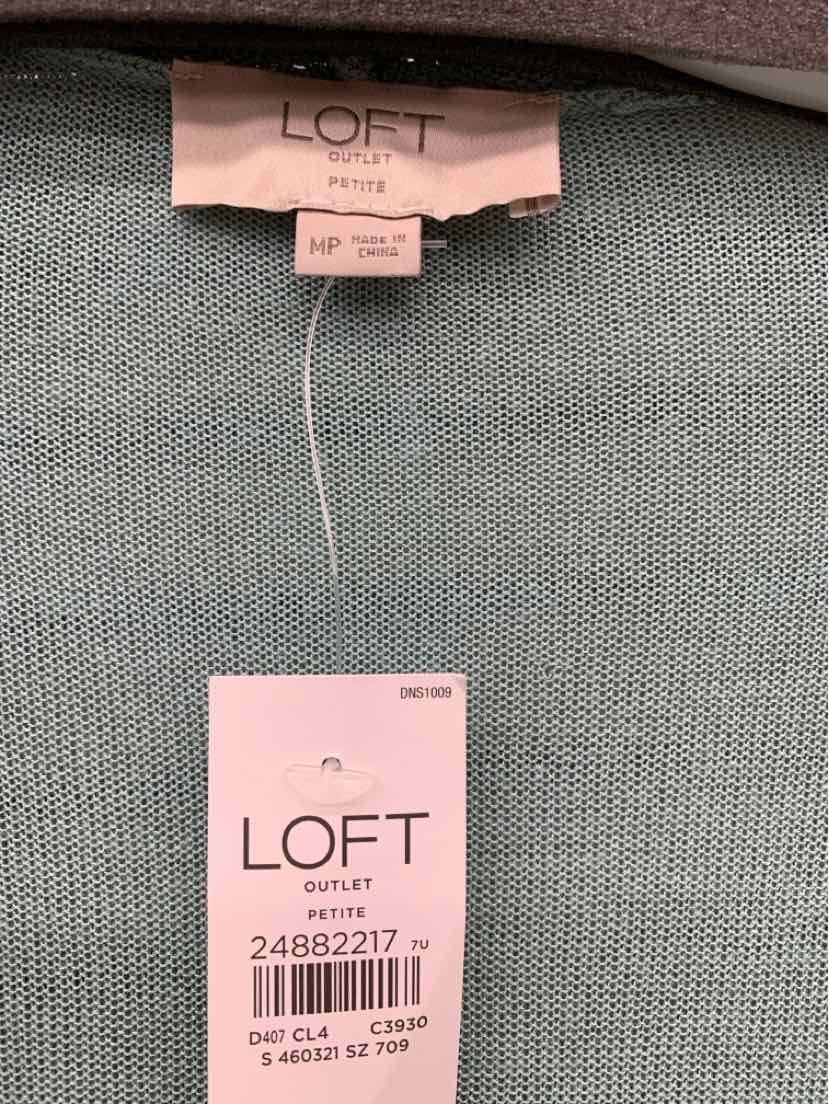 LOFT
OUTLET
PETITE
MP MADE IN CHINA
DNS1009
LOFT
OUTLET
PETITE
24882217 7U
D407 CL4 C3930
S 460321 SZ 709